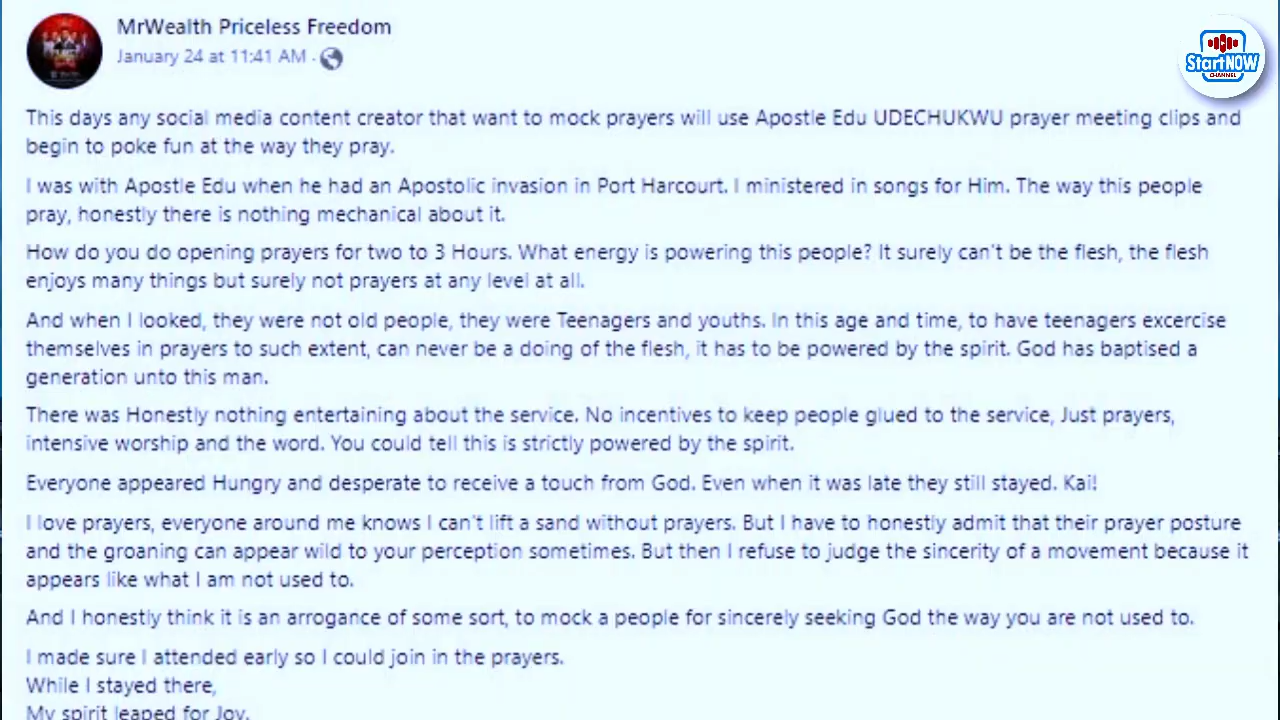 MrWealth Priceless Freedom
January 24 at 11:41 AM ·
StartNOW
CHANNEL
This days any social media content creator that want to mock prayers will use Apostle Edu UDECHUKWU prayer meeting clips and
begin to poke fun at the way they pray.
I was with Apostle Edu when he had an Apostolic invasion in Port Harcourt. I ministered in songs for Him. The way this people
pray, honestly there is nothing mechanical about it.
How do you do opening prayers for two to 3 Hours. What energy is powering this people? It surely can't be the flesh, the flesh
enjoys many things but surely not prayers at any level at all.
And when I looked, they were not old people, they were Teenagers and youths. In this age and time, to have teenagers excercise
themselves in prayers to such extent, can never be a doing of the flesh, it has to be powered by the spirit. God has baptised a
generation unto this man.
There was Honestly nothing entertaining about the service. No incentives to keep people glued to the service, Just prayers,
intensive worship and the word. You could tell this is strictly powered by the spirit.
Everyone appeared Hungry and desperate to receive a touch from God. Even when it was late they still stayed. Kai!
I love prayers, everyone around me knows I can't lift a sand without prayers. But I have to honestly admit that their prayer posture
and the groaning can appear wild to your perception sometimes. But then I refuse to judge the sincerity of a movement because it
appears like what I am not used to.
And I honestly think it is an arrogance of some sort, to mock a people for sincerely seeking God the way you are not used to.
I made sure I attended early so I could join in the prayers.
While I stayed there,
My spirit leaped for Joy.